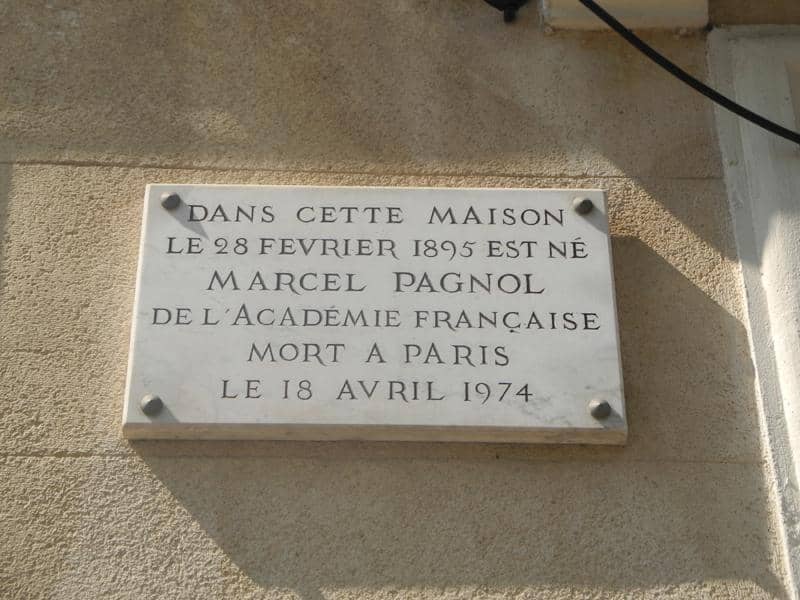 DANS CETTE MAISON
LE 28 FEVRIER 1895 EST NÉ
MARCEL PAGNOL
DE L'ACADÉMIE FRANÇAISE
MORT A PARIS
LE 18 AVRIL 1974